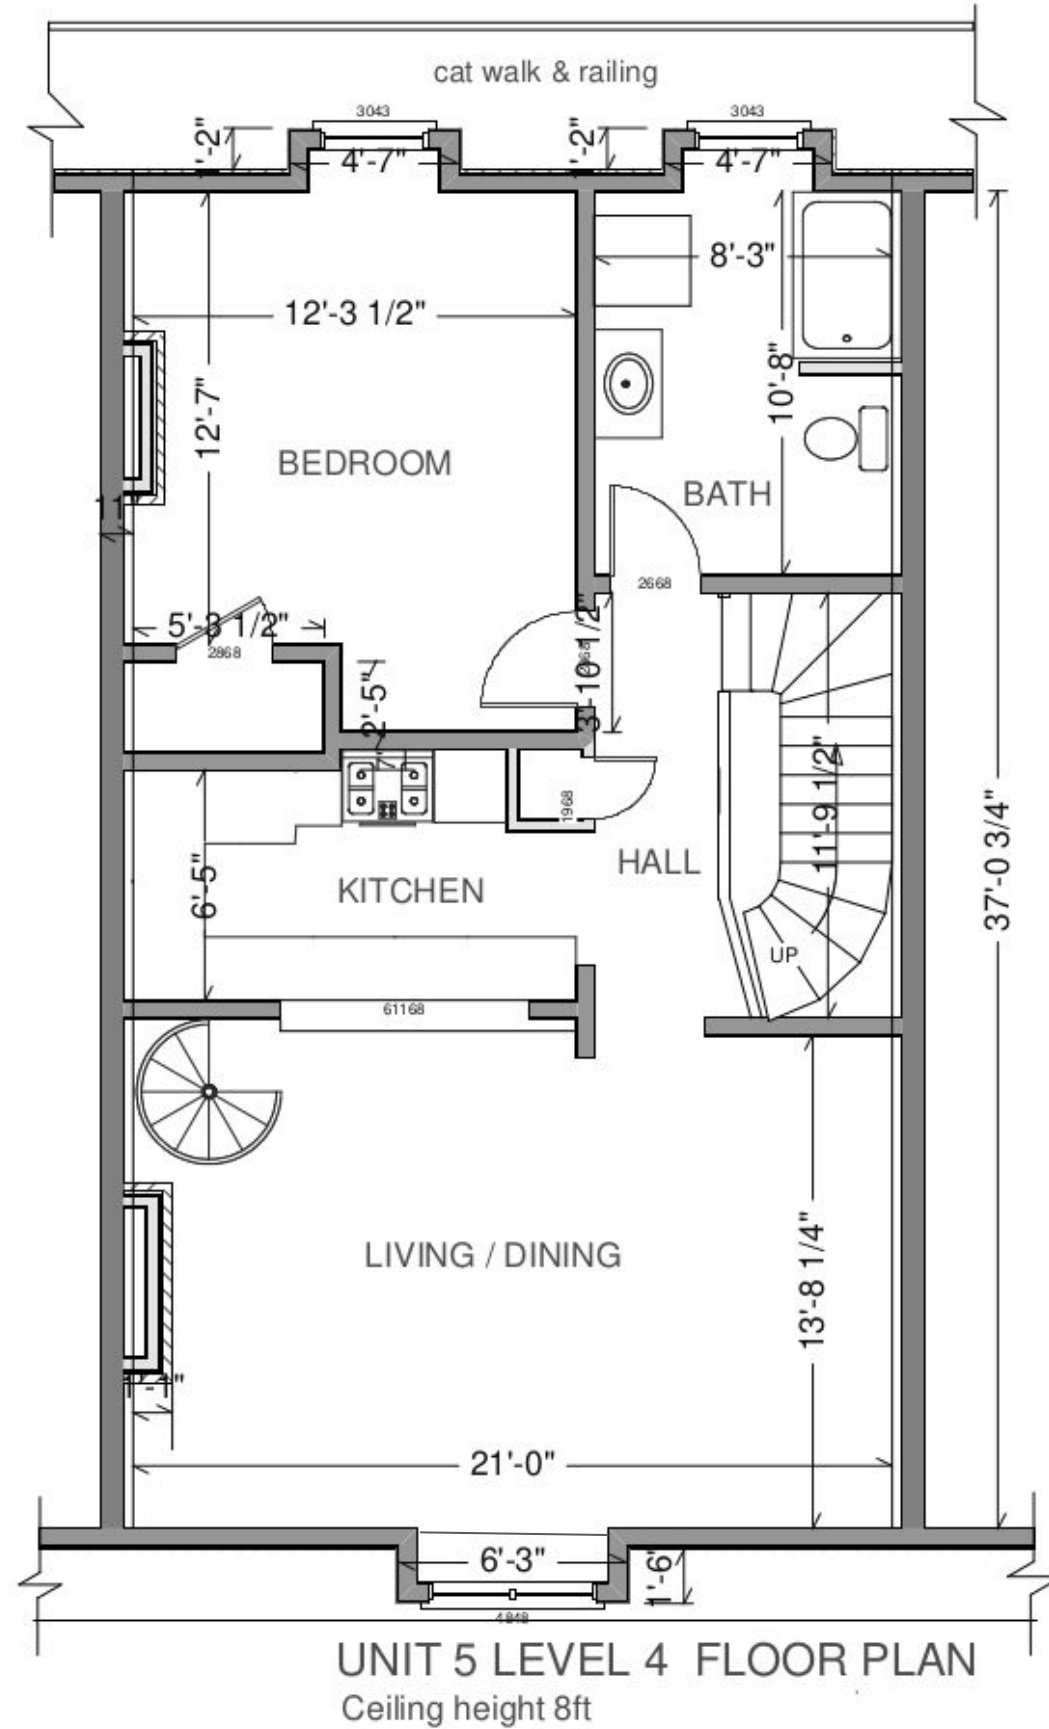 cat walk & railing
3043
3043
'-2"
4'-7"
'-2"
4'-7"
8'-3"
12'-3 1/2"
12'-7"
10'-8"
BEDROOM
BATH
11"
2668
5'-3 1/2"
2868
3'-10 1/2"
2'-5"
1968
11'-9 1/2"
37'-0 3/4"
6'-5"
KITCHEN
HALL
UP
61168
LIVING / DINING
13'-8 1/4"
21'-0"
6'-3"
1'-6"
4848
UNIT 5 LEVEL 4 FLOOR PLAN
Ceiling height 8ft